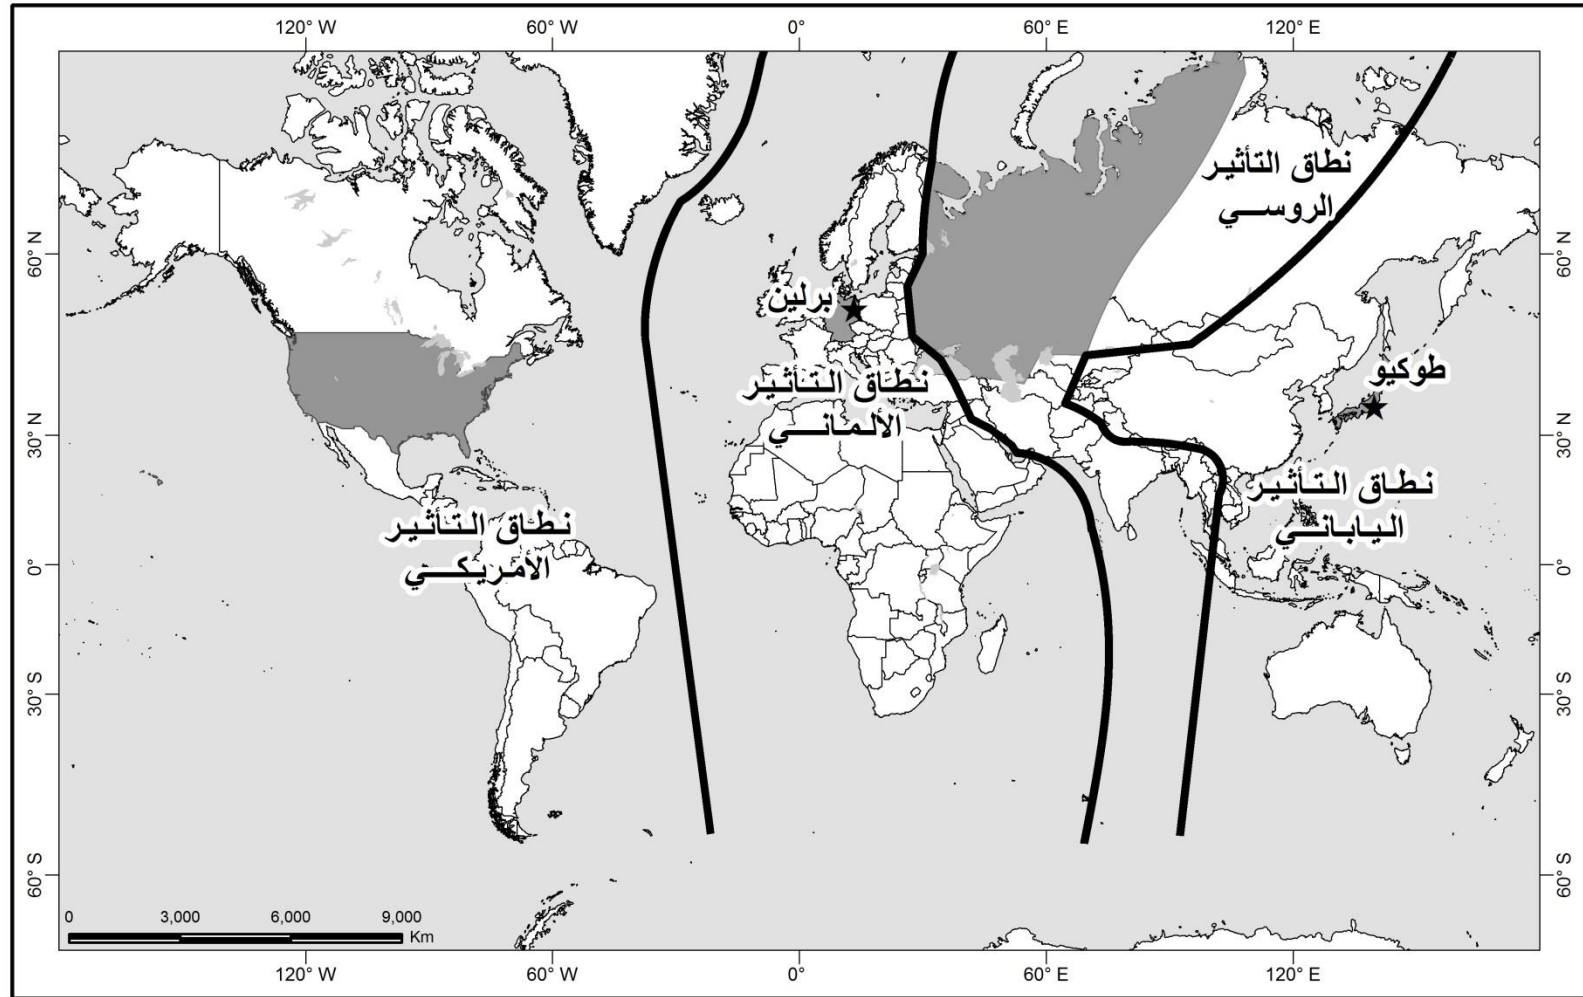 120° W 60° W 0° 60° E 120° E
نطاق التأثير
الروسي
60° N
60° N
برلين
طوكيو
نطاق التأثير
الألماني
30° N
30° N
نطاق التأثير
الياباني
نطاق التأثير
الأمريكي
0°
0°
30° S
30° S
60° S
60° S
0 3,000 6,000 9,000
Km
120° W 60° W 0° 60° E 120° E